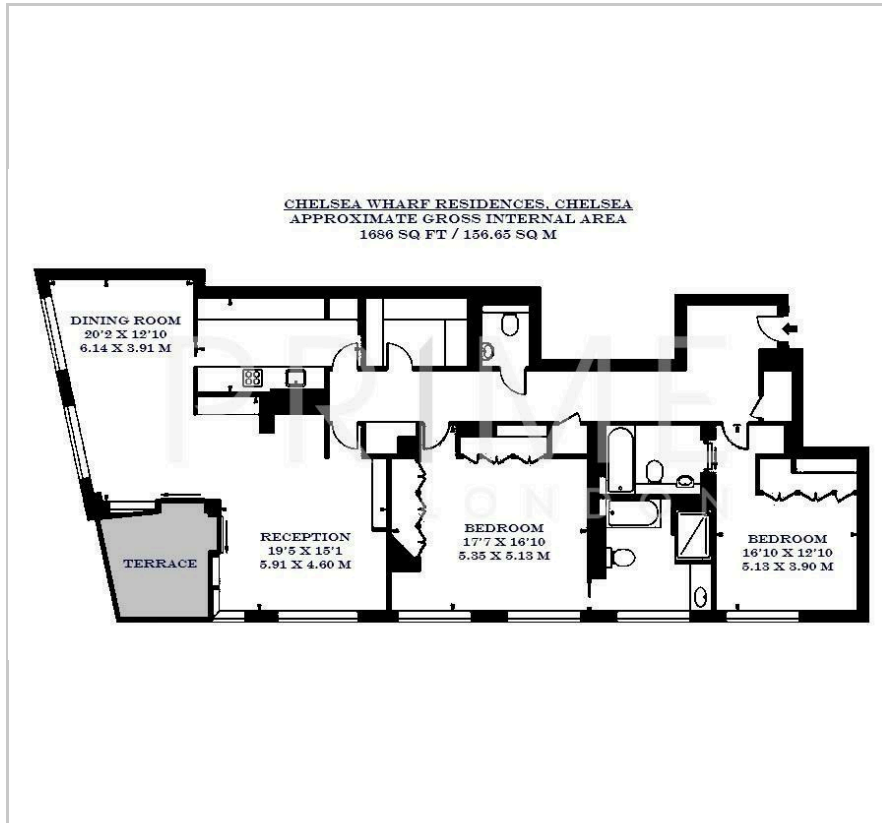 CHELSEA WHARF RESIDENCES, CHELSEA
APPROXIMATE GROSS INTERNAL AREA
1686 SQ FT / 156.65 SQ M
DINING ROOM
20'2 X 12'10
6.14 X 3.91 M
PRIME
LONDON
RECEPTION
19'5 X 15'1
5.91 X 4.60 M
BEDROOM
17'7 X 16'10
5.35 X 5.13 M
BEDROOM
16'10 X 12'10
5.13 X 3.90 M
TERRACE